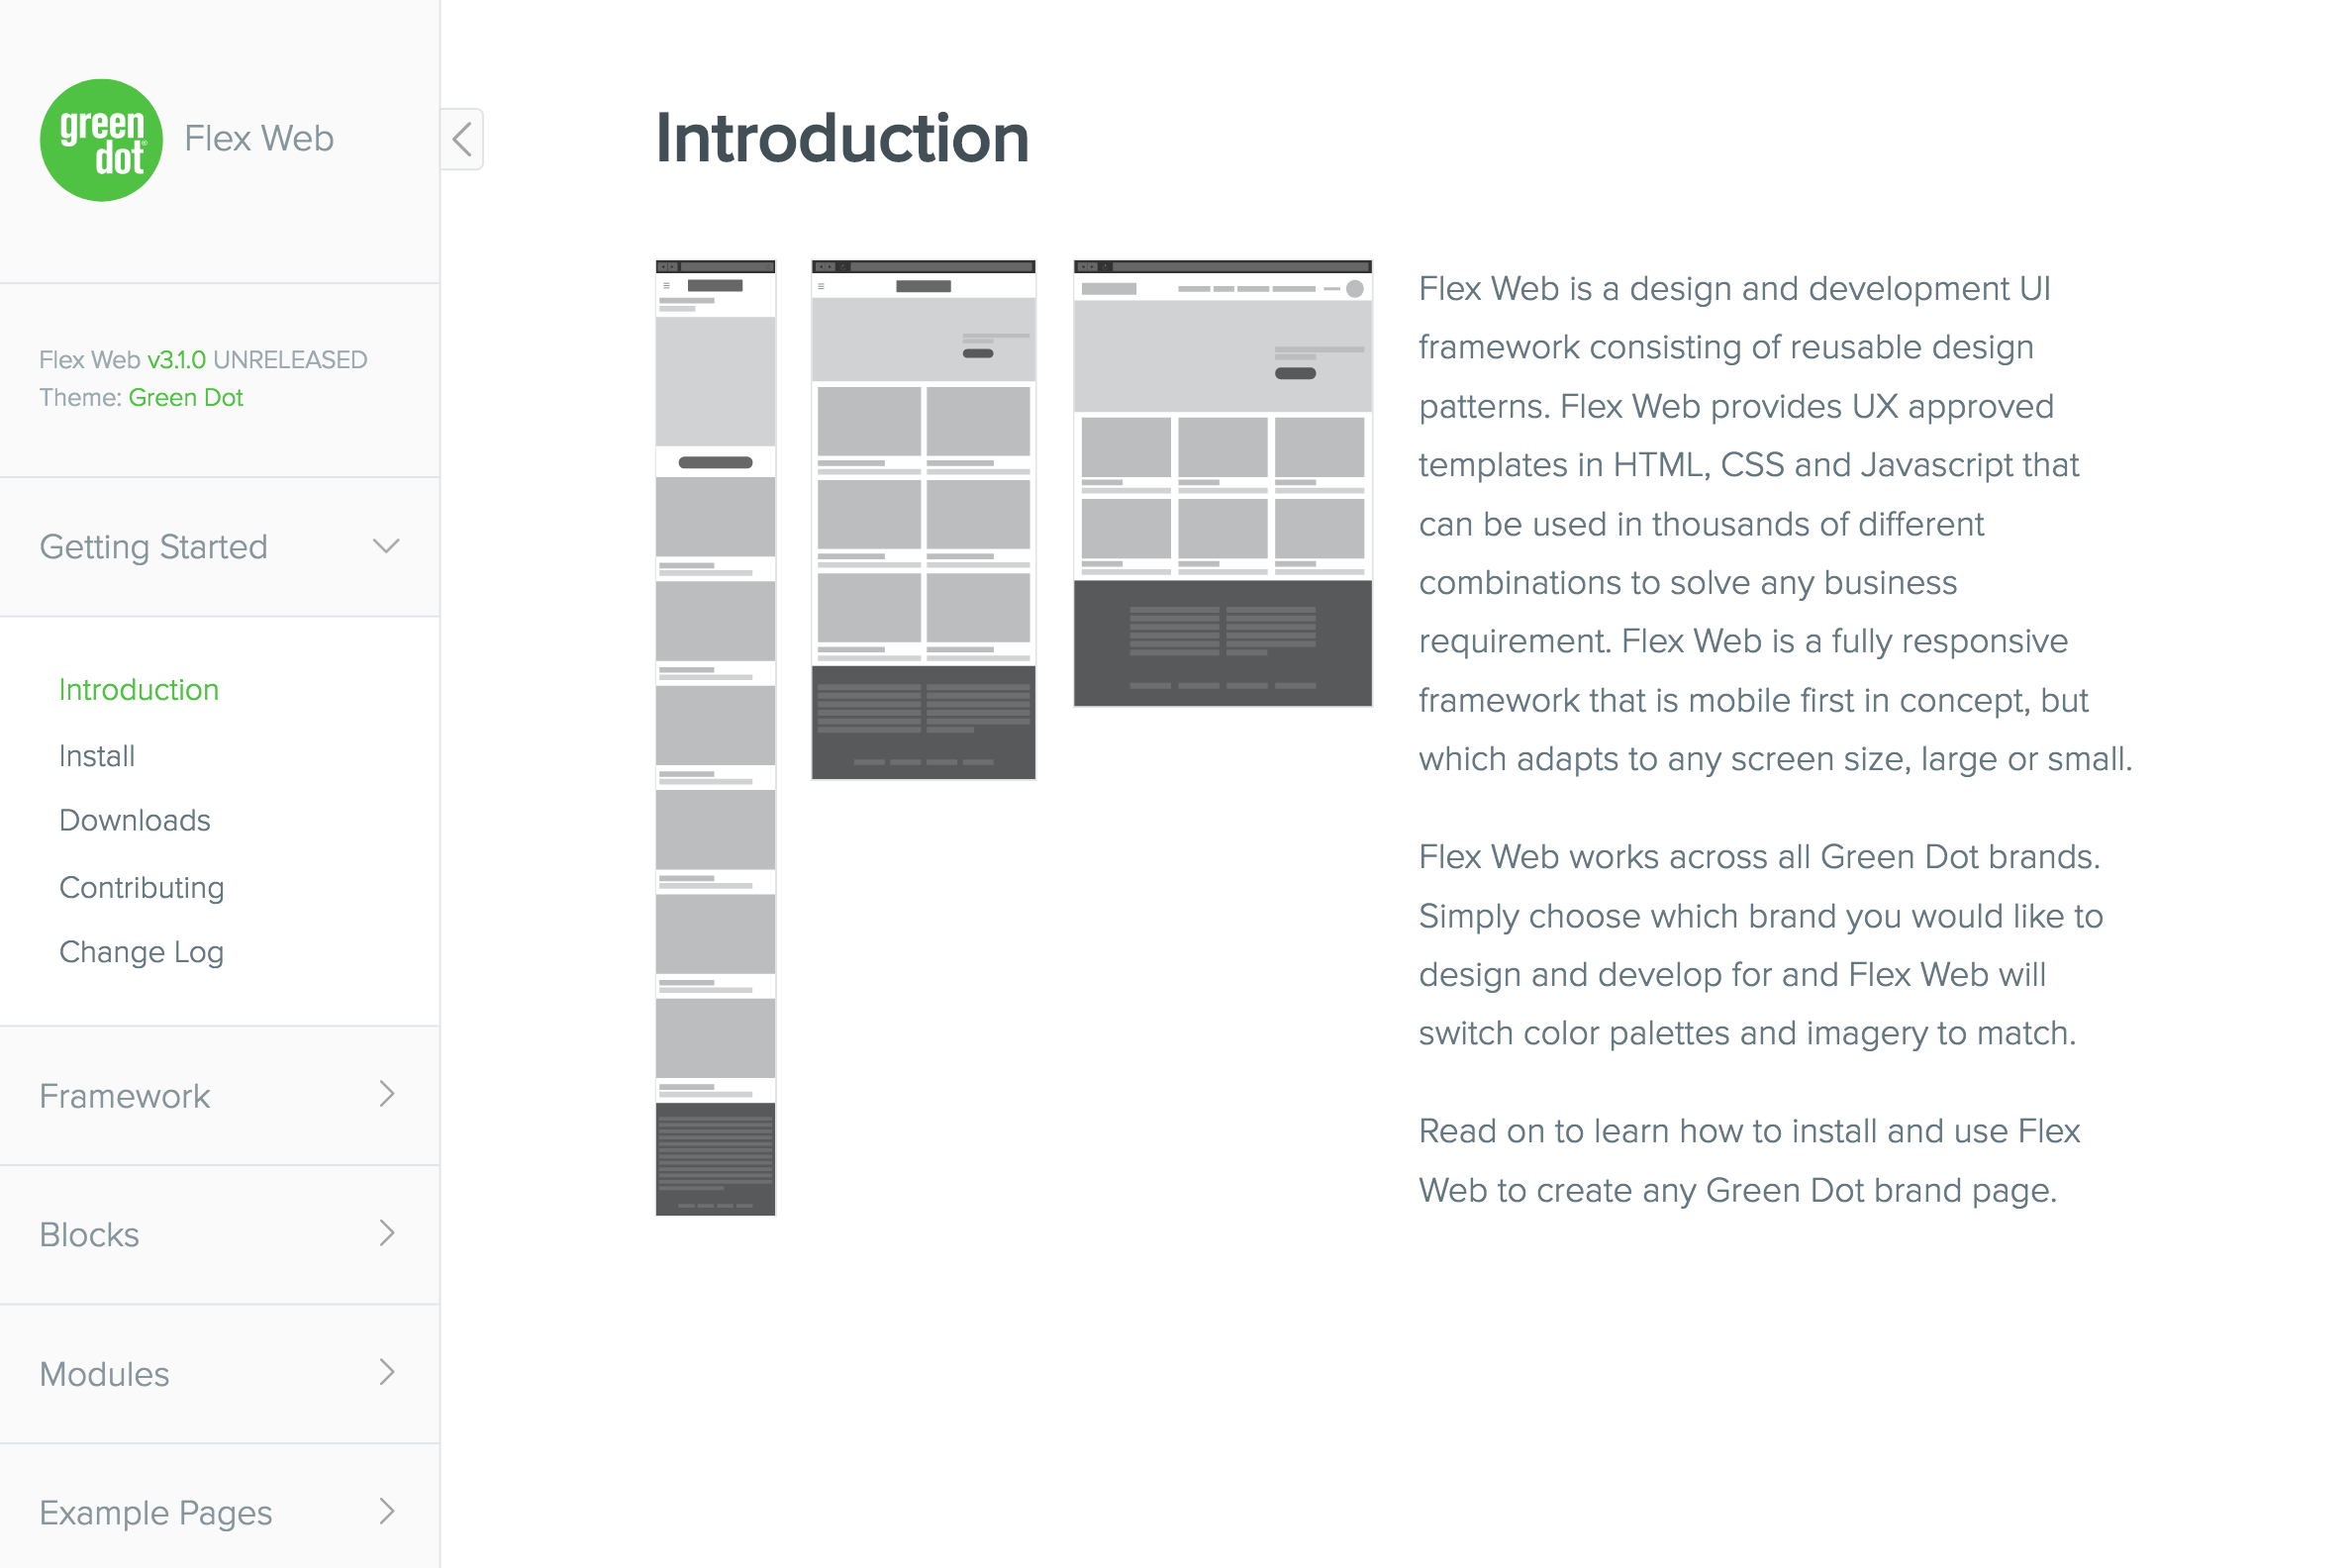 green
dot®
Flex Web
Flex Web v3.1.0 UNRELEASED
Theme: Green Dot
Getting Started
Introduction
Install
Downloads
Contributing
Change Log
Framework
Blocks
Modules
Example Pages
Introduction
Flex Web is a design and development UI
framework consisting of reusable design
patterns. Flex Web provides UX approved
templates in HTML, CSS and Javascript that
can be used in thousands of different
combinations to solve any business
requirement. Flex Web is a fully responsive
framework that is mobile first in concept, but
which adapts to any screen size, large or small.
Flex Web works across all Green Dot brands.
Simply choose which brand you would like to
design and develop for and Flex Web will
switch color palettes and imagery to match.
Read on to learn how to install and use Flex
Web to create any Green Dot brand page.